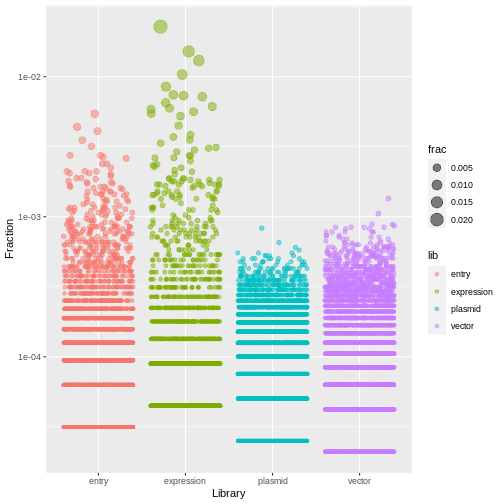 1e-02
1e-03
1e-04
Fraction
entry
expression
plasmid
vector
Library
frac
0.005
0.010
0.015
0.020
lib
entry
expression
plasmid
vector